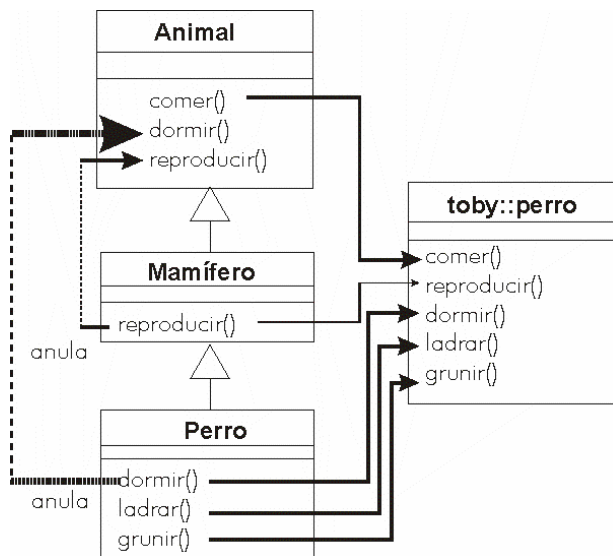 Animal
comer()
dormir()
reproducir()
toby::perro
comer()
reproducir()
dormir()
ladrar()
grunir()
Mamífero
reproducir()
anula
Perro
dormir()
ladrar()
grunir()
anula